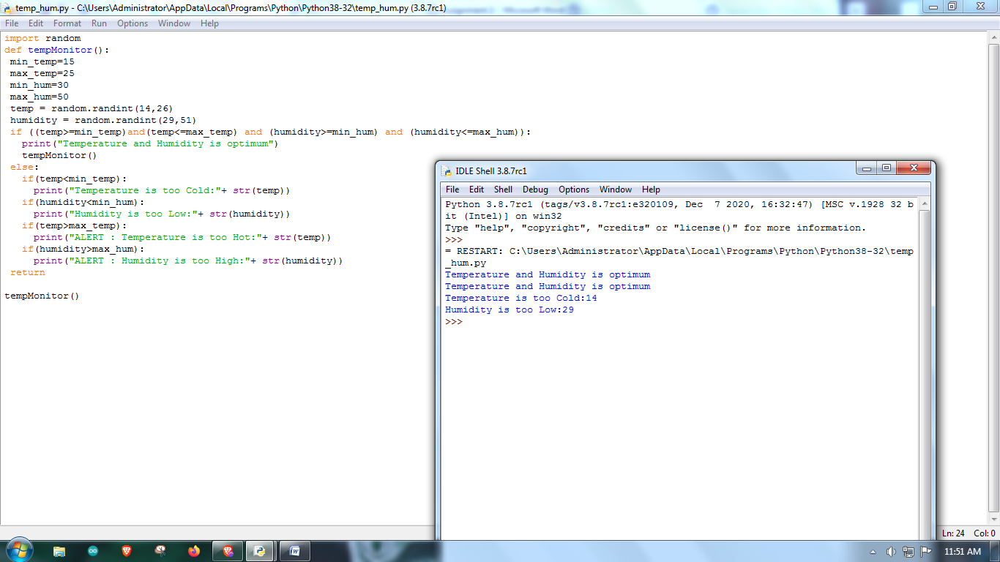 temp_hum.py - C:\Users\Administrator\AppData\Local\Programs\Python\Python38-32\temp_hum.py (3.8.7rc1)
File Edit Format Run Options Window Help
import random
def tempMonitor():
 min_temp=15
 max_temp=25
 min_hum=30
 max_hum=50
 temp = random.randint(14,26)
 humidity = random.randint(29,51)
 if ((temp>=min_temp)and(temp<=max_temp) and (humidity>=min_hum) and (humidity<=max_hum)):
   print("Temperature and Humidity is optimum")
   tempMonitor()
 else:
   if(temp<min_temp):
     print("Temperature is too Cold:"+ str(temp))
   if(humidity<min_hum):
     print("Humidity is too Low:"+ str(humidity))
   if(temp>max_temp):
     print("ALERT : Temperature is too Hot:"+ str(temp))
   if(humidity>max_hum):
     print("ALERT : Humidity is too High:"+ str(humidity))
 return
tempMonitor()
IDLE Shell 3.8.7rc1
File Edit Shell Debug Options Window Help
Python 3.8.7rc1 (tags/v3.8.7rc1:e320109, Dec  7 2020, 16:32:47) [MSC v.1928 32 b
it (Intel)] on win32
Type "help", "copyright", "credits" or "license()" for more information.
>>>
= RESTART: C:\Users\Administrator\AppData\Local\Programs\Python\Python38-32\temp
_hum.py
Temperature and Humidity is optimum
Temperature and Humidity is optimum
Temperature is too Cold:14
Humidity is too Low:29
>>>
Ln: 24 Col: 0
11:51 AM